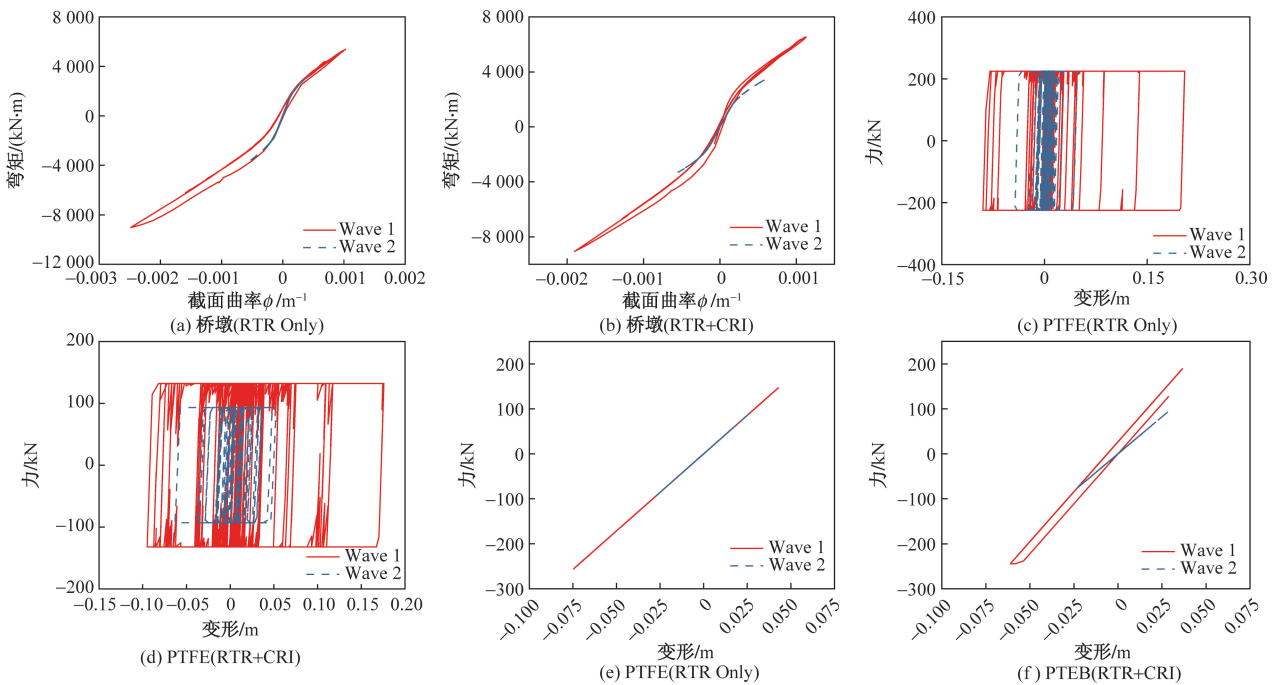 8 000
4 000
0
−4 000
−8 000
−12 000
弯矩/(kN·m)
Wave 1
Wave 2
−0.003 −0.002 −0.001 0 0.001 0.002
截面曲率ϕ/m⁻¹
(a) 桥墩(RTR Only)
8 000
4 000
0
−4 000
−8 000
弯矩/(kN·m)
Wave 1
Wave 2
−0.002 −0.001 0 0.001
截面曲率ϕ/m⁻¹
(b) 桥墩(RTR+CRI)
400
200
0
−200
−400
力/kN
Wave 1
Wave 2
−0.15 0 0.15 0.30
变形/m
(c) PTFE(RTR Only)
200
100
0
−100
−200
力/kN
Wave 1
Wave 2
−0.15 −0.10 −0.05 0 0.05 0.10 0.15 0.20
变形/m
(d) PTFE(RTR+CRI)
250
200
100
0
−100
−200
−300
力/kN
Wave 1
Wave 2
−0.100 −0.075 −0.050 −0.025 0 0.025 0.050 0.075
变形/m
(e) PTFE(RTR Only)
250
200
100
0
−100
−200
−300
力/kN
Wave 1
Wave 2
−0.100 −0.075 −0.050 −0.025 0 0.025 0.050 0.075
变形/m
(f) PTEB(RTR+CRI)